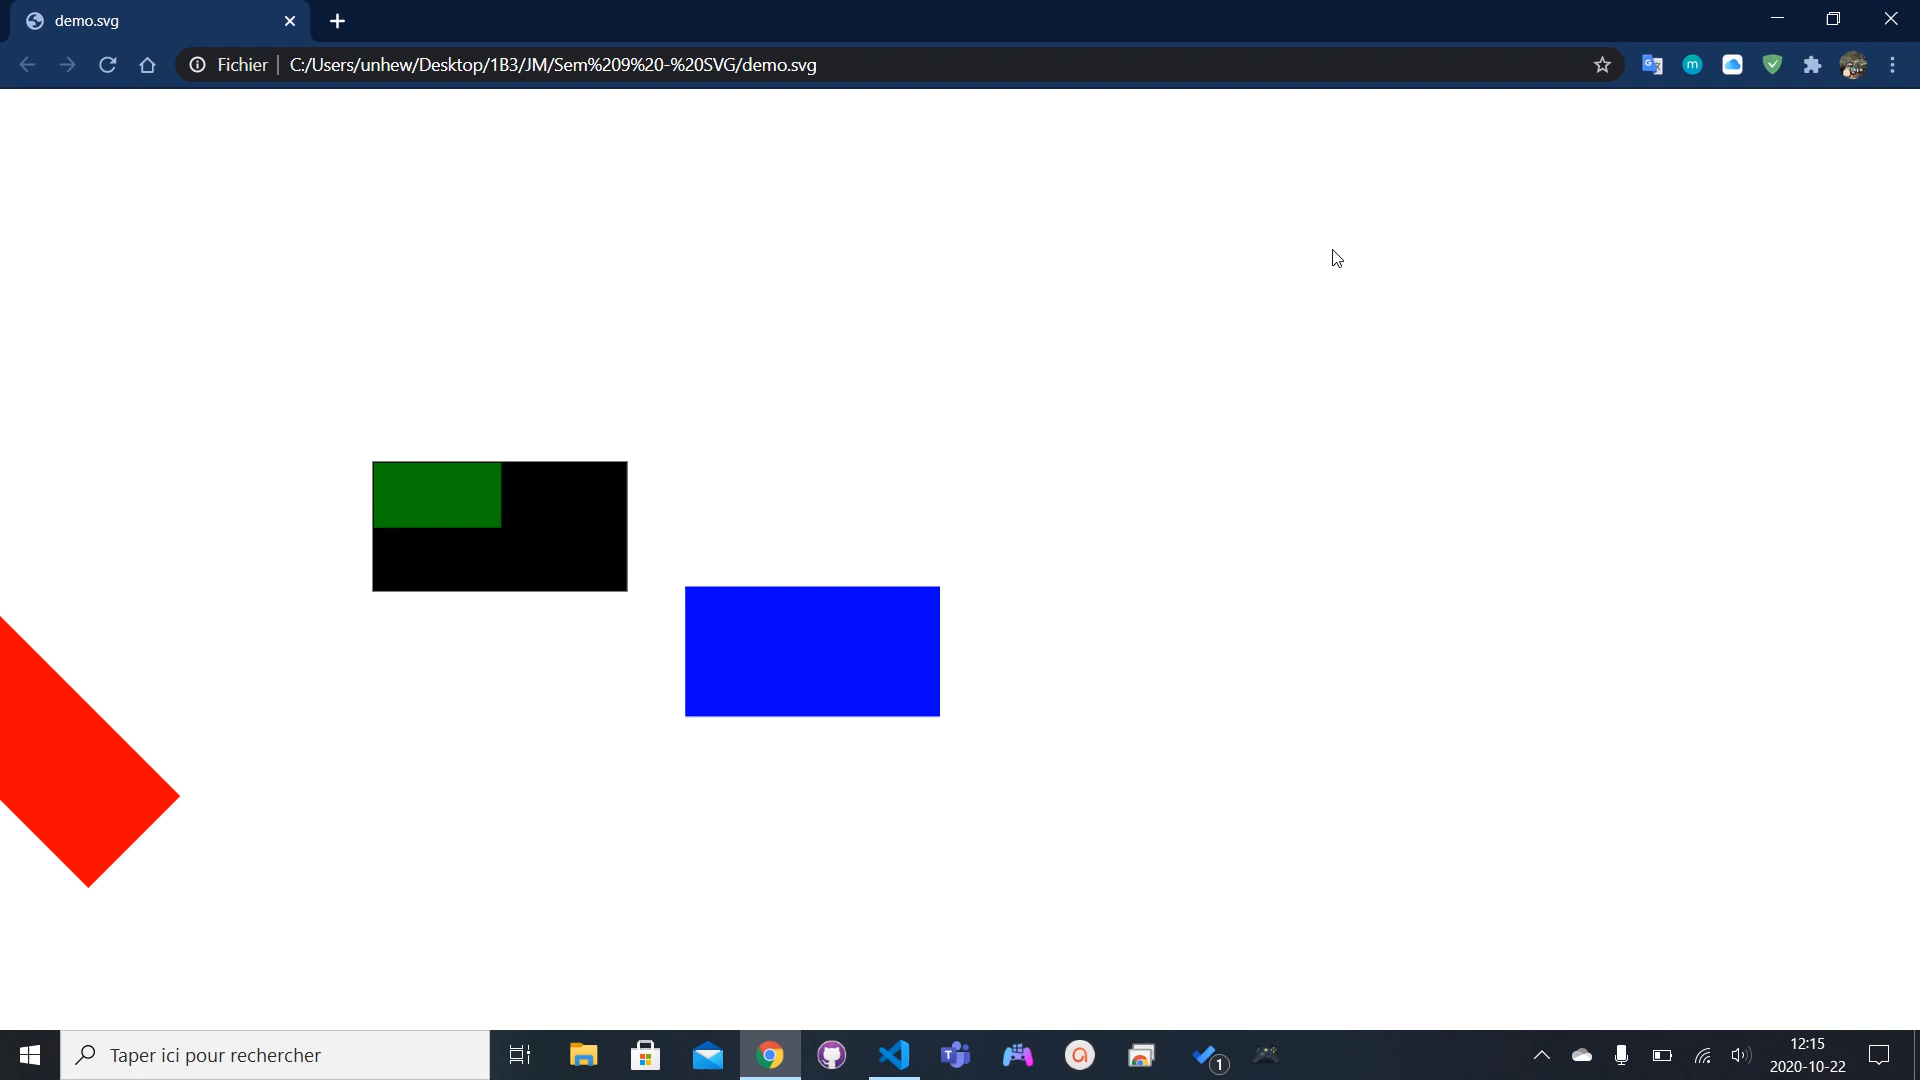 demo.svg
Fichier C:/Users/unhew/Desktop/1B3/JM/Sem%209%20-%20SVG/demo.svg
m
Taper ici pour rechercher
T
1
12:15
2020-10-22